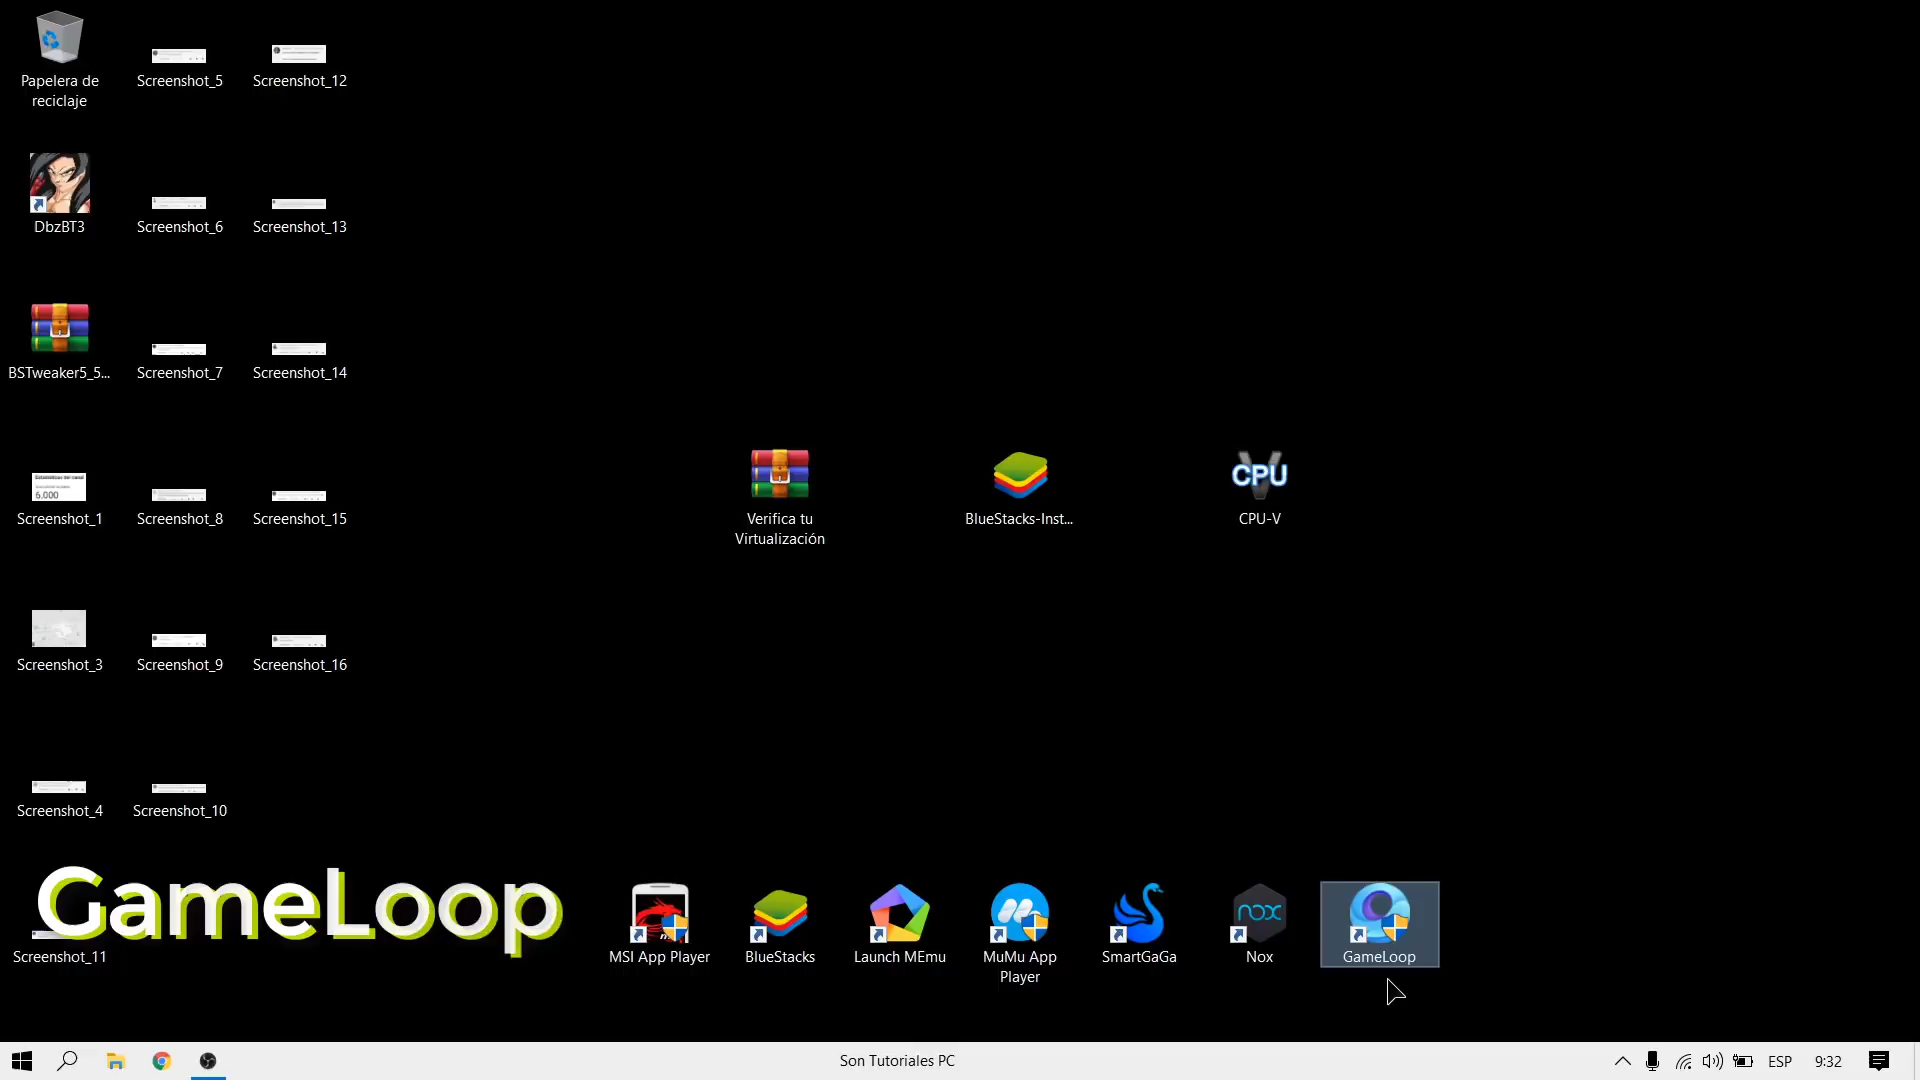 Papelera de
reciclaje
Screenshot_5
Screenshot_12
DbzBT3
Screenshot_6
Screenshot_13
BSTweaker5_5...
Screenshot_7
Screenshot_14
6.000
Screenshot_1
Screenshot_8
Screenshot_15
Verifica tu
Virtualización
BlueStacks-Inst...
CPU
CPU-V
Screenshot_3
Screenshot_9
Screenshot_16
Screenshot_4
Screenshot_10
GameLoop
Screenshot_11
MSI App Player
BlueStacks
Launch MEmu
MuMu App
Player
SmartGaGa
nox
Nox
GameLoop
Son Tutoriales PC
ESP
9:32